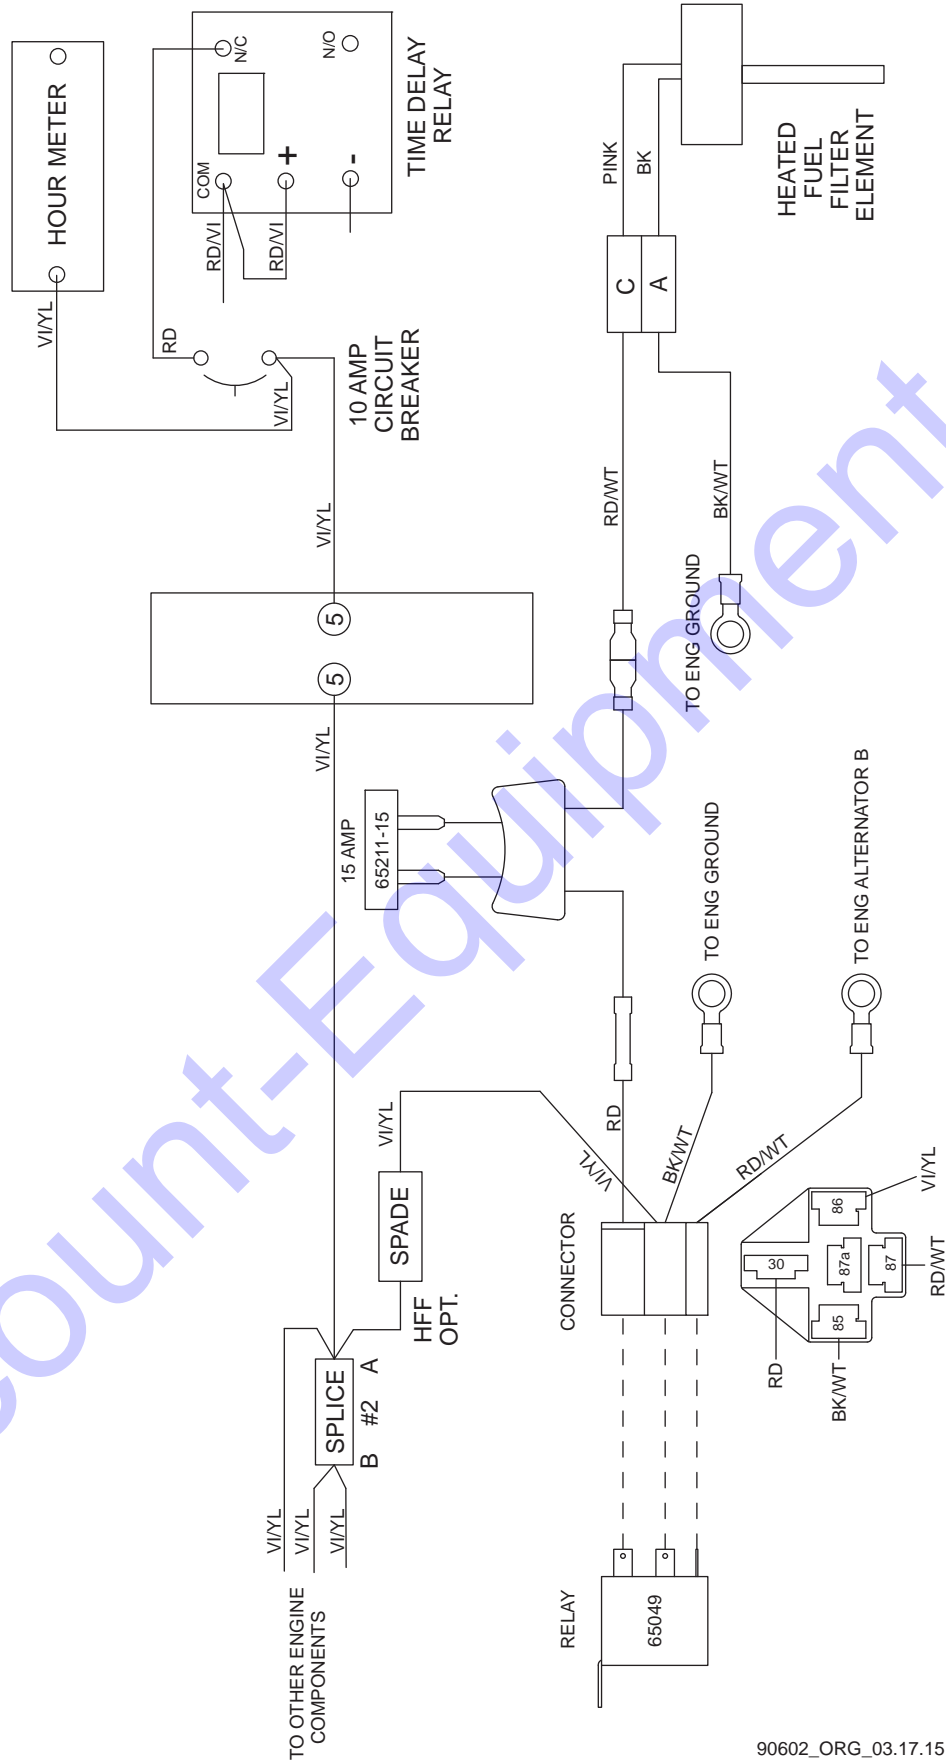 HOUR METER
VI/YL
N/C
N/O
COM
+
-
TIME DELAY
RELAY
RD/VI
RD/VI
RD
VI/YL
10 AMP
CIRCUIT
BREAKER
VI/YL
5
5
VI/YL
15 AMP
65211-15
PINK
BK
HEATED
FUEL
FILTER
ELEMENT
C
A
RD/WT
BK/WT
TO ENG GROUND
TO ENG GROUND
TO ENG ALTERNATOR B
VI/YL
SPADE
HFF
OPT.
SPLICE
B #2 A
VI/YL
VI/YL
VI/YL
TO OTHER ENGINE
COMPONENTS
VI/YL
RD
BK/WT
RD/WT
CONNECTOR
RELAY
65049
30
86
87a
87
85
RD
BK/WT
VI/YL
RD/WT
90602_ORG_03.17.15
ount-Equipment